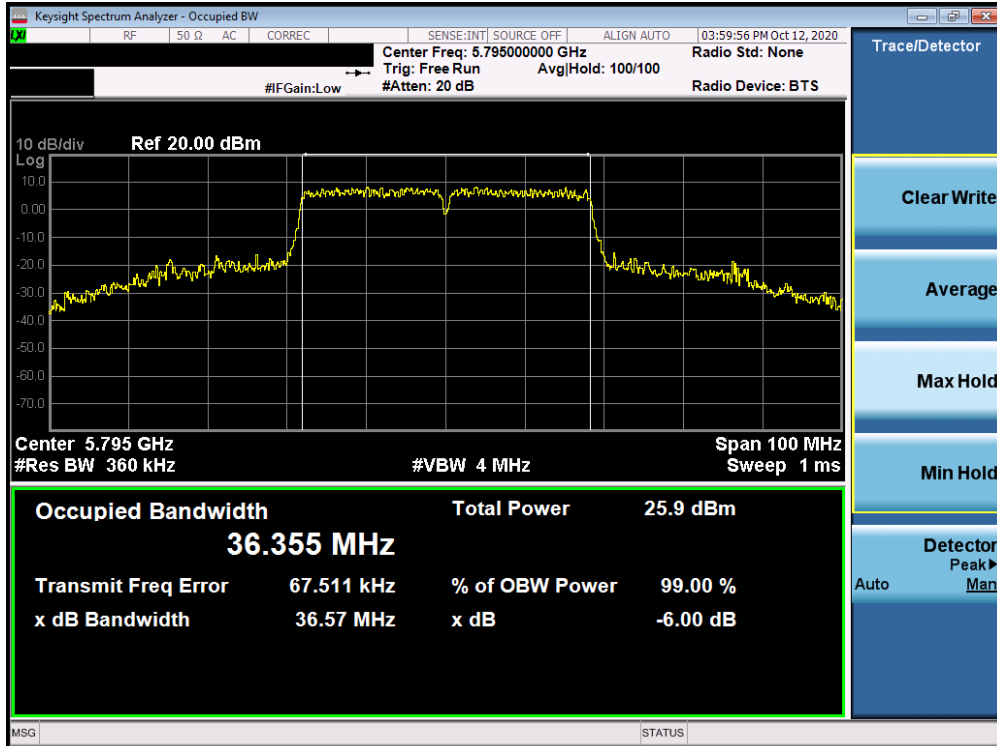 Keysight Spectrum Analyzer - Occupied BW
LXI
RF 50 Ω AC CORREC SENSE:INT SOURCE OFF ALIGN AUTO 03:59:56 PM Oct 12, 2020
Center Freq: 5.795000000 GHz Radio Std: None
Trig: Free Run Avg|Hold: 100/100
#IFGain:Low #Atten: 20 dB Radio Device: BTS
Trace/Detector
10 dB/div Ref 20.00 dBm
Log
10.0
0.00
-10.0
-20.0
-30.0
-40.0
-50.0
-60.0
-70.0
Center 5.795 GHz Span 100 MHz
#Res BW 360 kHz #VBW 4 MHz Sweep 1 ms
Occupied Bandwidth Total Power 25.9 dBm
36.355 MHz
Transmit Freq Error 67.511 kHz % of OBW Power 99.00 %
x dB Bandwidth 36.57 MHz x dB -6.00 dB
Clear Write
Average
Max Hold
Min Hold
Detector
Peak▶
Auto Man
MSG STATUS